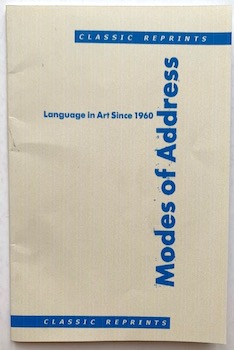 CLASSIC REPRINTS
Language in Art Since 1960
Modes of Address
CLASSIC REPRINTS